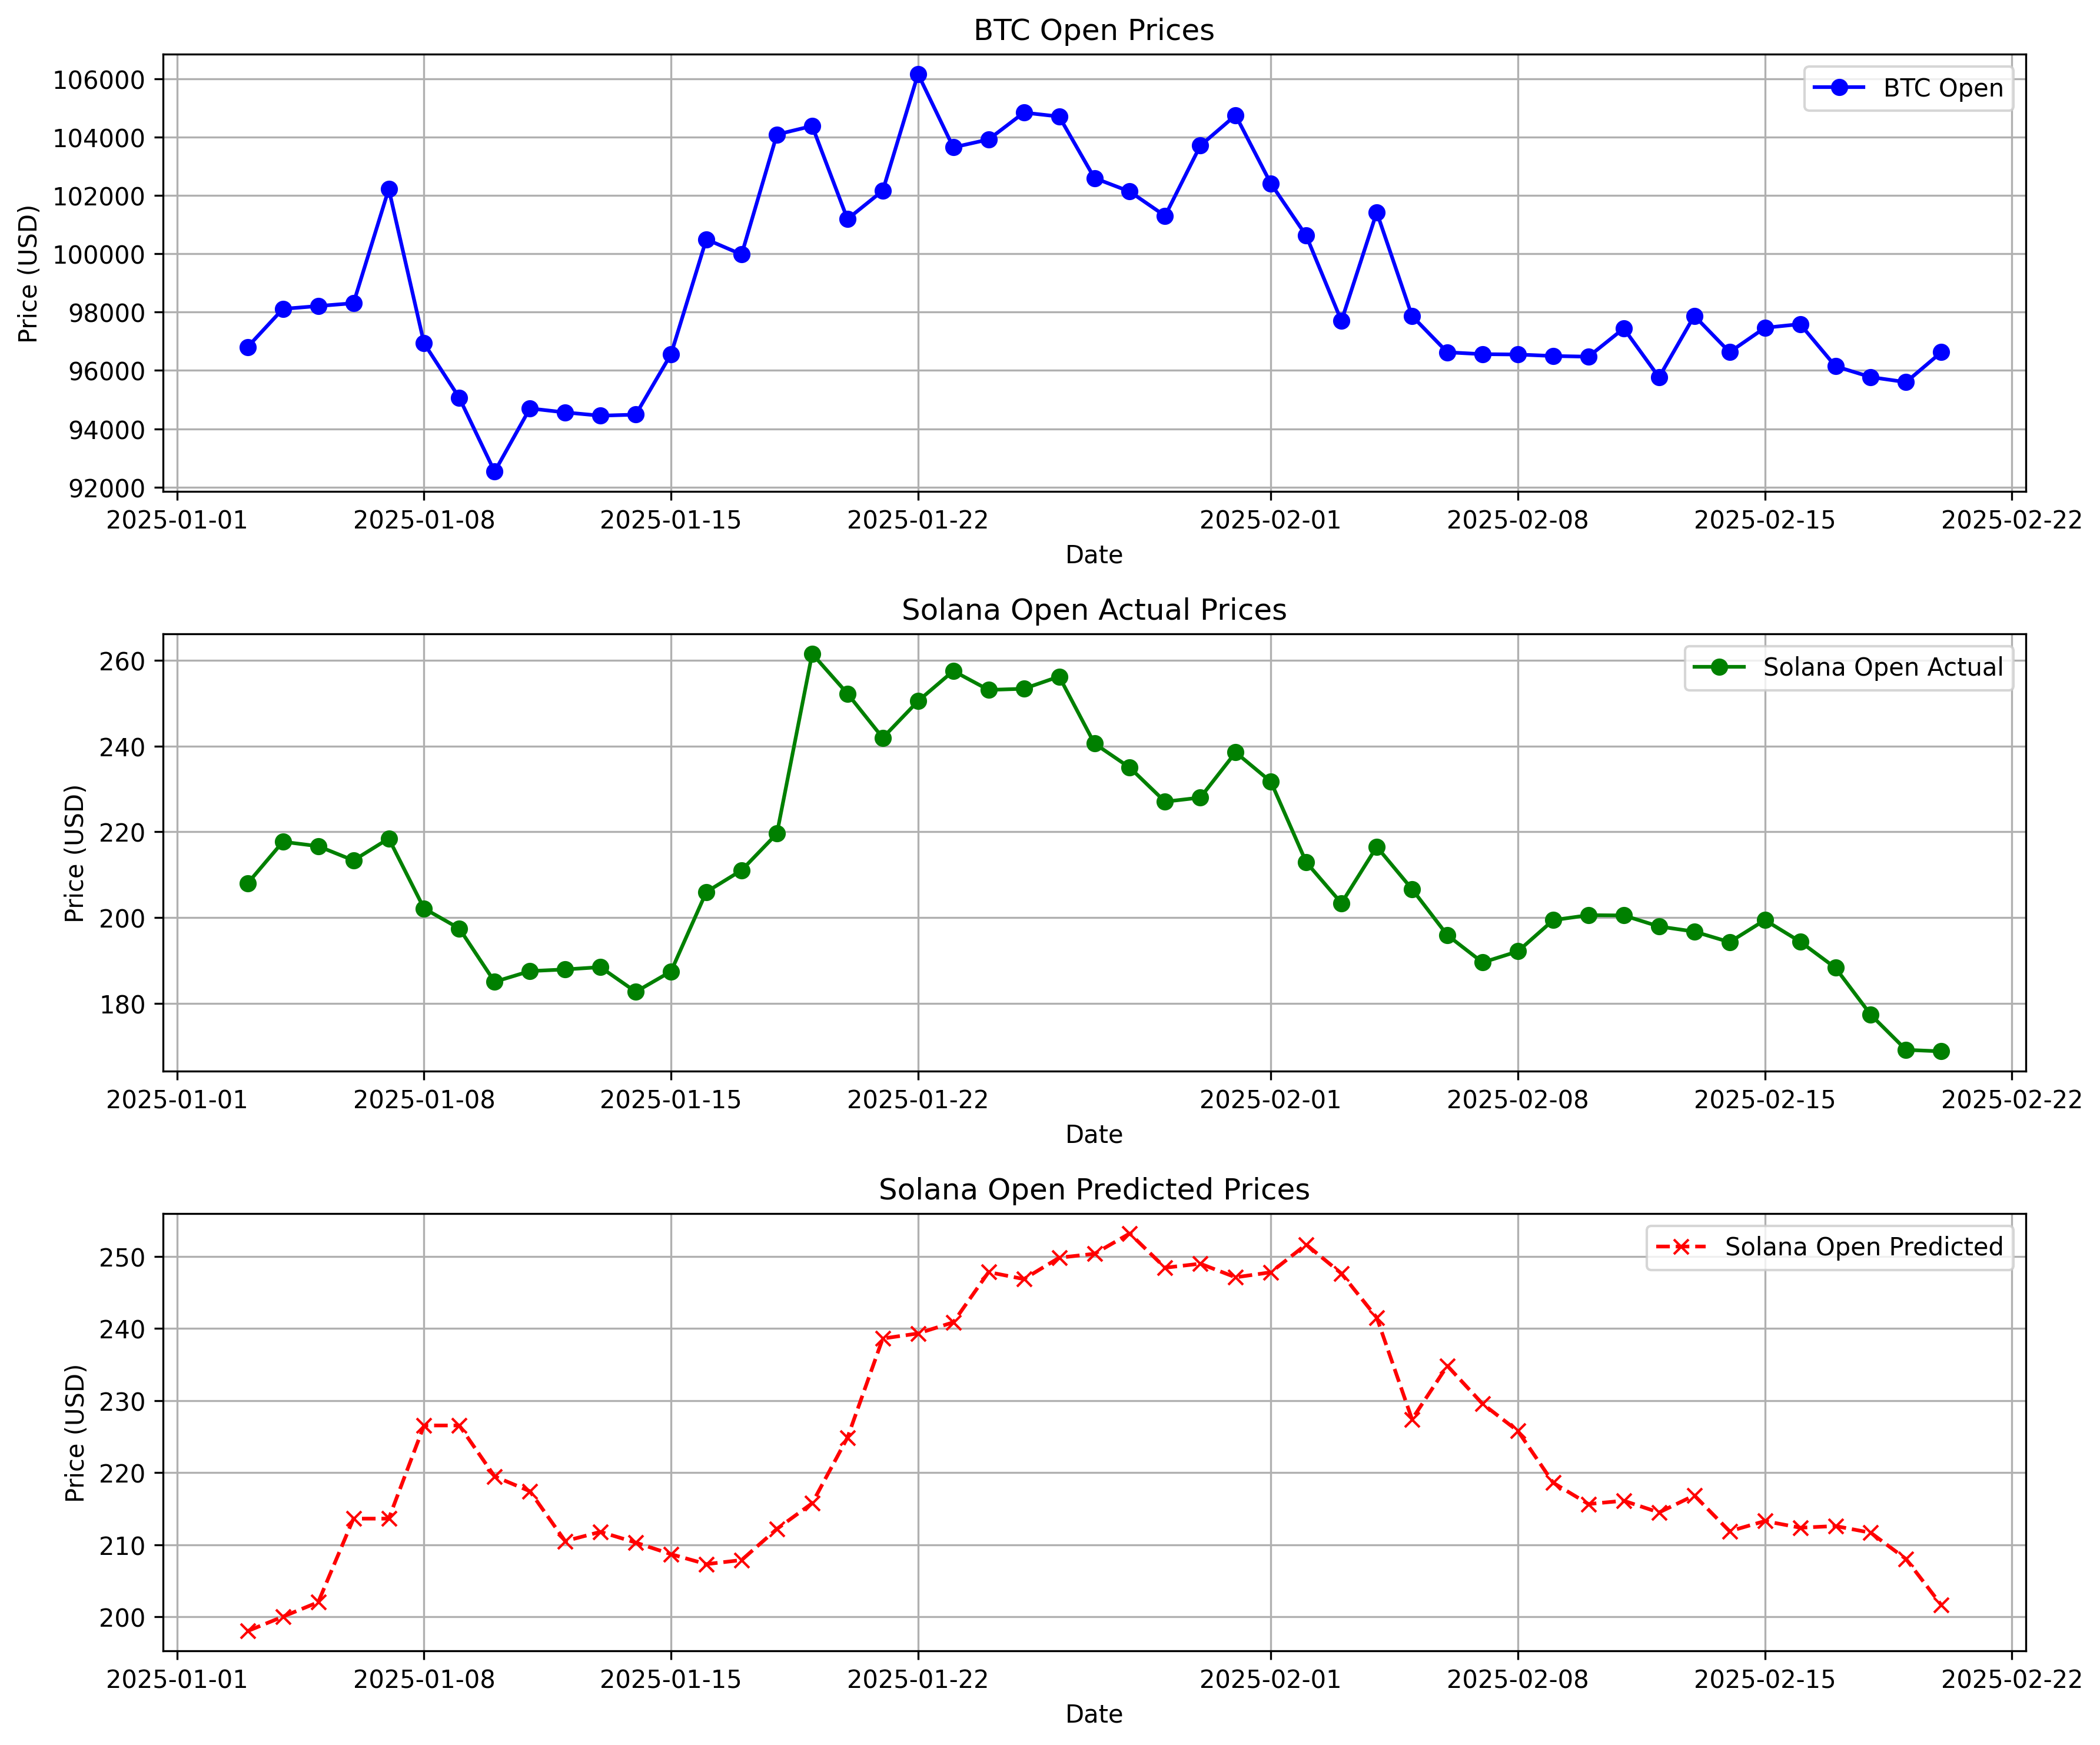 BTC Open Prices
BTC Open
Price (USD)
106000
104000
102000
100000
98000
96000
94000
92000
2025-01-01 2025-01-08 2025-01-15 2025-01-22 2025-02-01 2025-02-08 2025-02-15 2025-02-22
Date
Solana Open Actual Prices
Solana Open Actual
Price (USD)
260
240
220
200
180
2025-01-01 2025-01-08 2025-01-15 2025-01-22 2025-02-01 2025-02-08 2025-02-15 2025-02-22
Date
Solana Open Predicted Prices
Solana Open Predicted
Price (USD)
250
240
230
220
210
200
2025-01-01 2025-01-08 2025-01-15 2025-01-22 2025-02-01 2025-02-08 2025-02-15 2025-02-22
Date